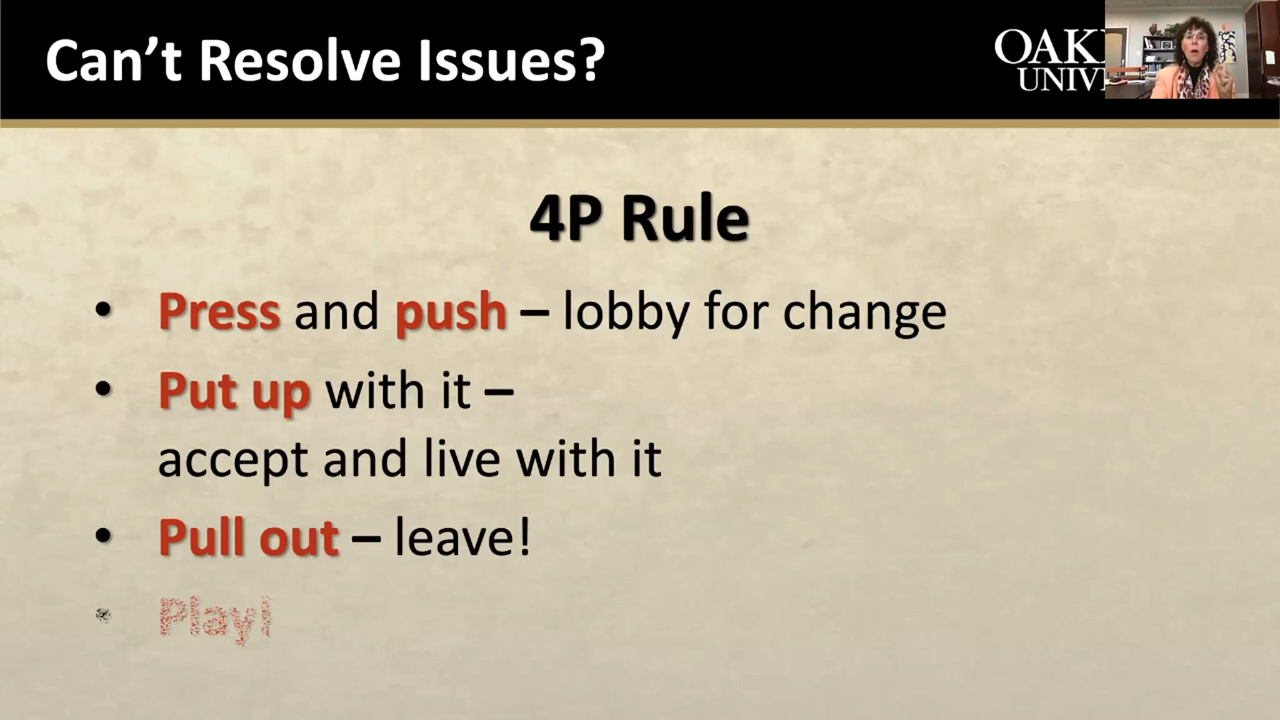 Can't Resolve Issues?
OAK
UNIV
4P Rule
• Press and push – lobby for change
• Put up with it –
accept and live with it
• Pull out – leave!
• Play!